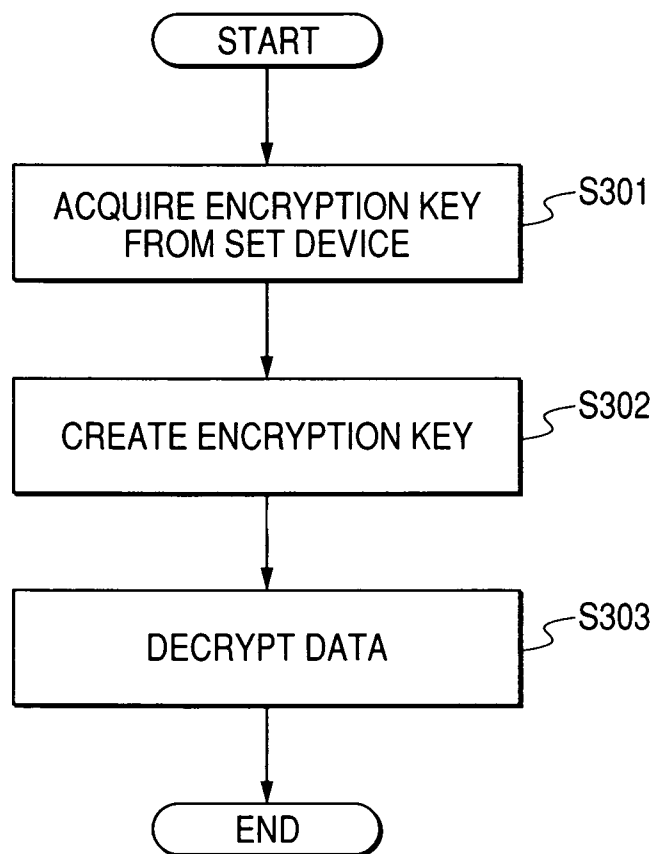 START
ACQUIRE ENCRYPTION KEY
FROM SET DEVICE
S301
CREATE ENCRYPTION KEY
S302
DECRYPT DATA
S303
END